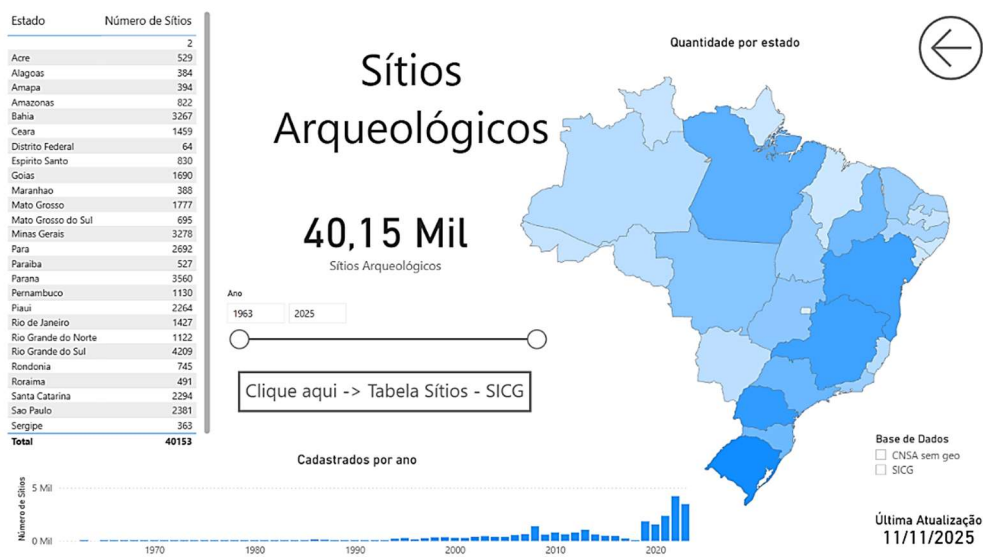 Estado Número de Sítios
2
Acre 529
Alagoas 384
Amapa 394
Amazonas 822
Bahia 3267
Ceara 1459
Distrito Federal 64
Espirito Santo 830
Goias 1690
Maranhao 388
Mato Grosso 1777
Mato Grosso do Sul 695
Minas Gerais 3278
Para 2692
Paraiba 527
Parana 3560
Pernambuco 1130
Piaui 2264
Rio de Janeiro 1427
Rio Grande do Norte 1122
Rio Grande do Sul 4209
Rondonia 745
Roraima 491
Santa Catarina 2294
Sao Paulo 2381
Sergipe 363
Total 40153
Sítios
Arqueológicos
40,15 Mil
Sítios Arqueológicos
Ano
1963 2025
Clique aqui -> Tabela Sítios - SICG
Quantidade por estado
Base de Dados
CNSA sem geo
SICG
Última Atualização
11/11/2025
Cadastrados por ano
Número de Sítios
5 Mil
0 Mil
1970 1980 1990 2000 2010 2020